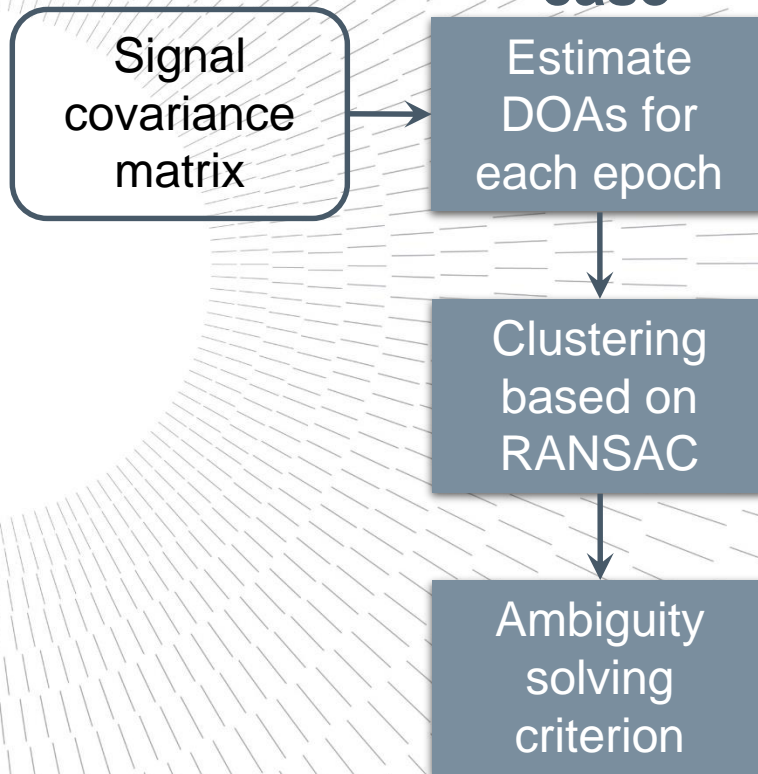 Signal
covariance
matrix
Estimate
DOAs for
each epoch
Clustering
based on
RANSAC
Ambiguity
solving
criterion